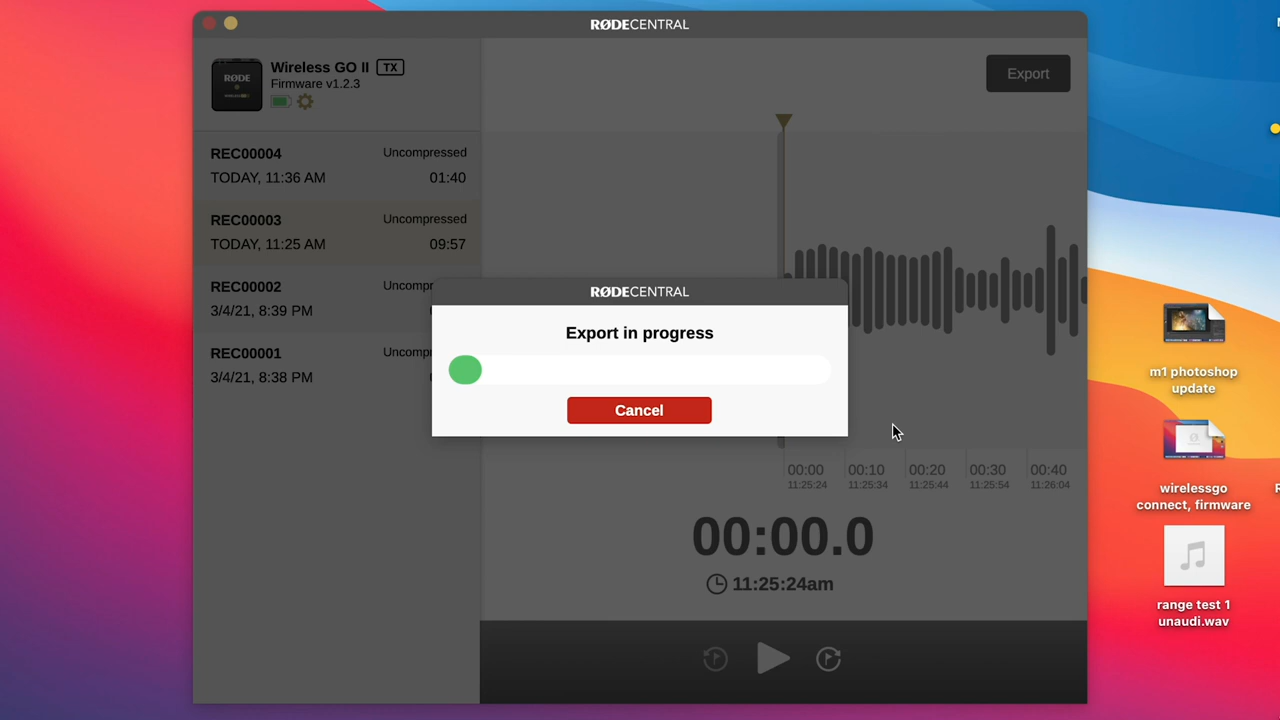 RØDECENTRAL
RØDE
Wireless GO II TX
Firmware v1.2.3
Export
REC00004 Uncompressed
TODAY, 11:36 AM 01:40
REC00003 Uncompressed
TODAY, 11:25 AM 09:57
REC00002 Uncompr
3/4/21, 8:39 PM
REC00001 Uncompr
3/4/21, 8:38 PM
RØDECENTRAL
Export in progress
Cancel
00:00 00:10 00:20 00:30 00:40
11:25:24 11:25:34 11:25:44 11:25:54 11:26:04
00:00.0
11:25:24am
m1 photoshop
update
wirelessgo
connect, firmware
range test 1
unaudi.wav